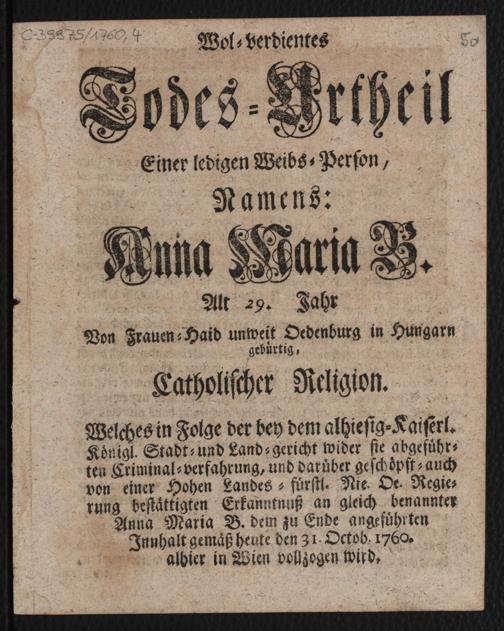 C-39975/1760,4
50
Wol-verdientes
Todes-Urtheil
Einer ledigen Weibs-Person,
Namens:
Anna Maria B.
Alt 29. Jahr
Von Frauen-Haid unweit Oedenburg in Hungarn
gebürtig,
Catholischer Religion.
Welches in Folge der bey dem alhiesig-Kaiserl.
Königl. Stadt- und Land-gericht wider sie abgeführ-
ten Criminal-verfahrung, und darüber geschöpft-auch
von einer Hohen Landes-fürstl. Nie. Oe. Regie-
rung bestättigten Erkanntnuß an gleich benannter
Anna Maria B. dem zu Ende angeführten
Innhalt gemäß heute den 31. Octob. 1760.
alhier in Wien vollzogen wird.